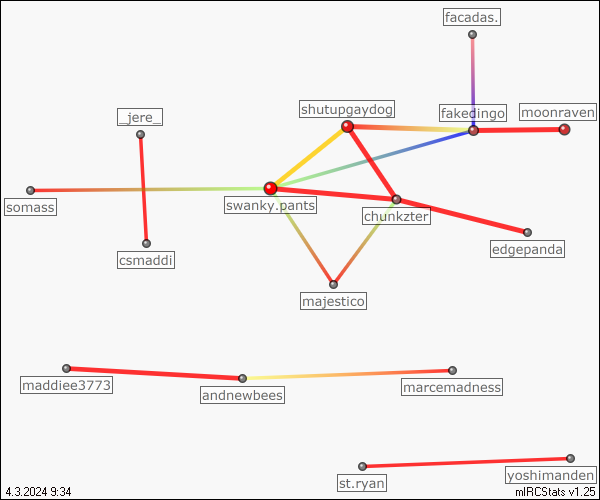 facadas.
shutupgaydog
fakedingo
moonraven
_jere_
somass
swanky.pants
chunkzter
edgepanda
csmaddi
majestico
maddiee3773
andnewbees
marcemadness
st.ryan
yoshimanden
4.3.2024 9:34
mIRCStats v1.25